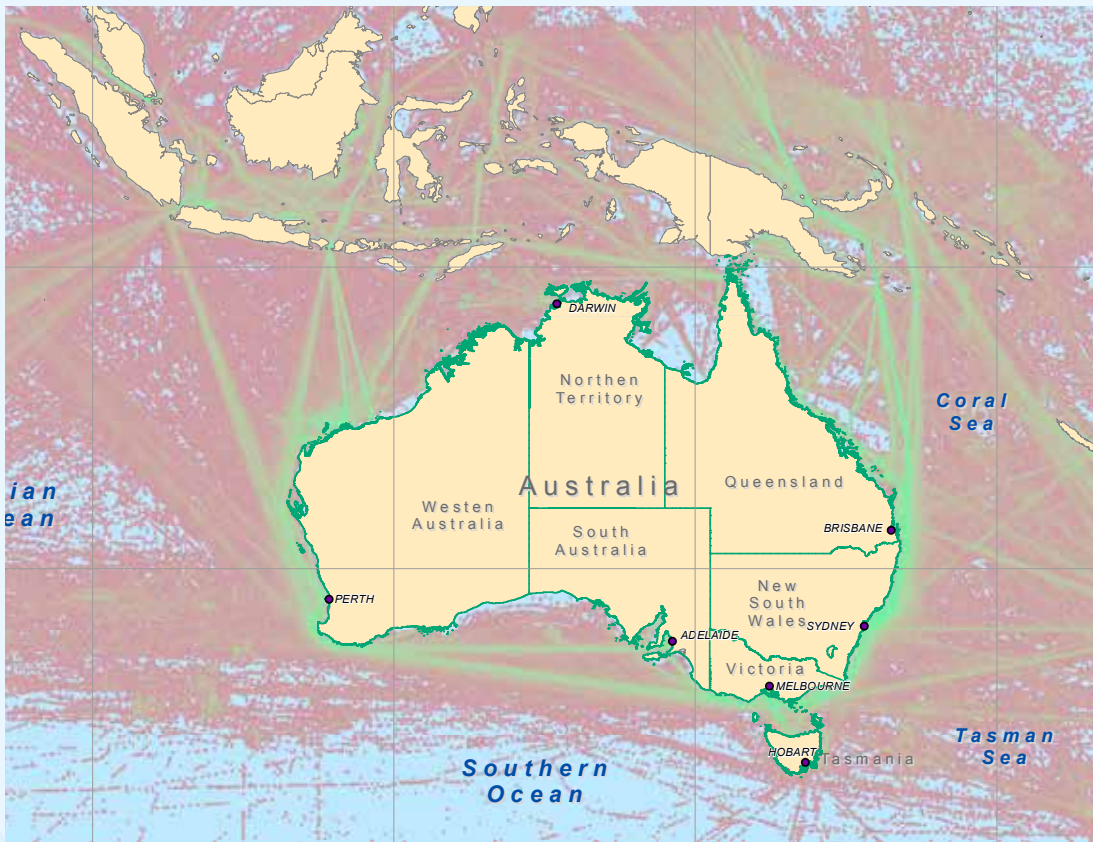 DARWIN
Northen
Territory
Coral
Sea
Australia
Queensland
ian
ean
Westen
Australia
South
Australia
BRISBANE
New
South
Wales
PERTH
SYDNEY
ADELAIDE
Victoria
MELBOURNE
Tasman
Sea
HOBART
Tasmania
Southern
Ocean